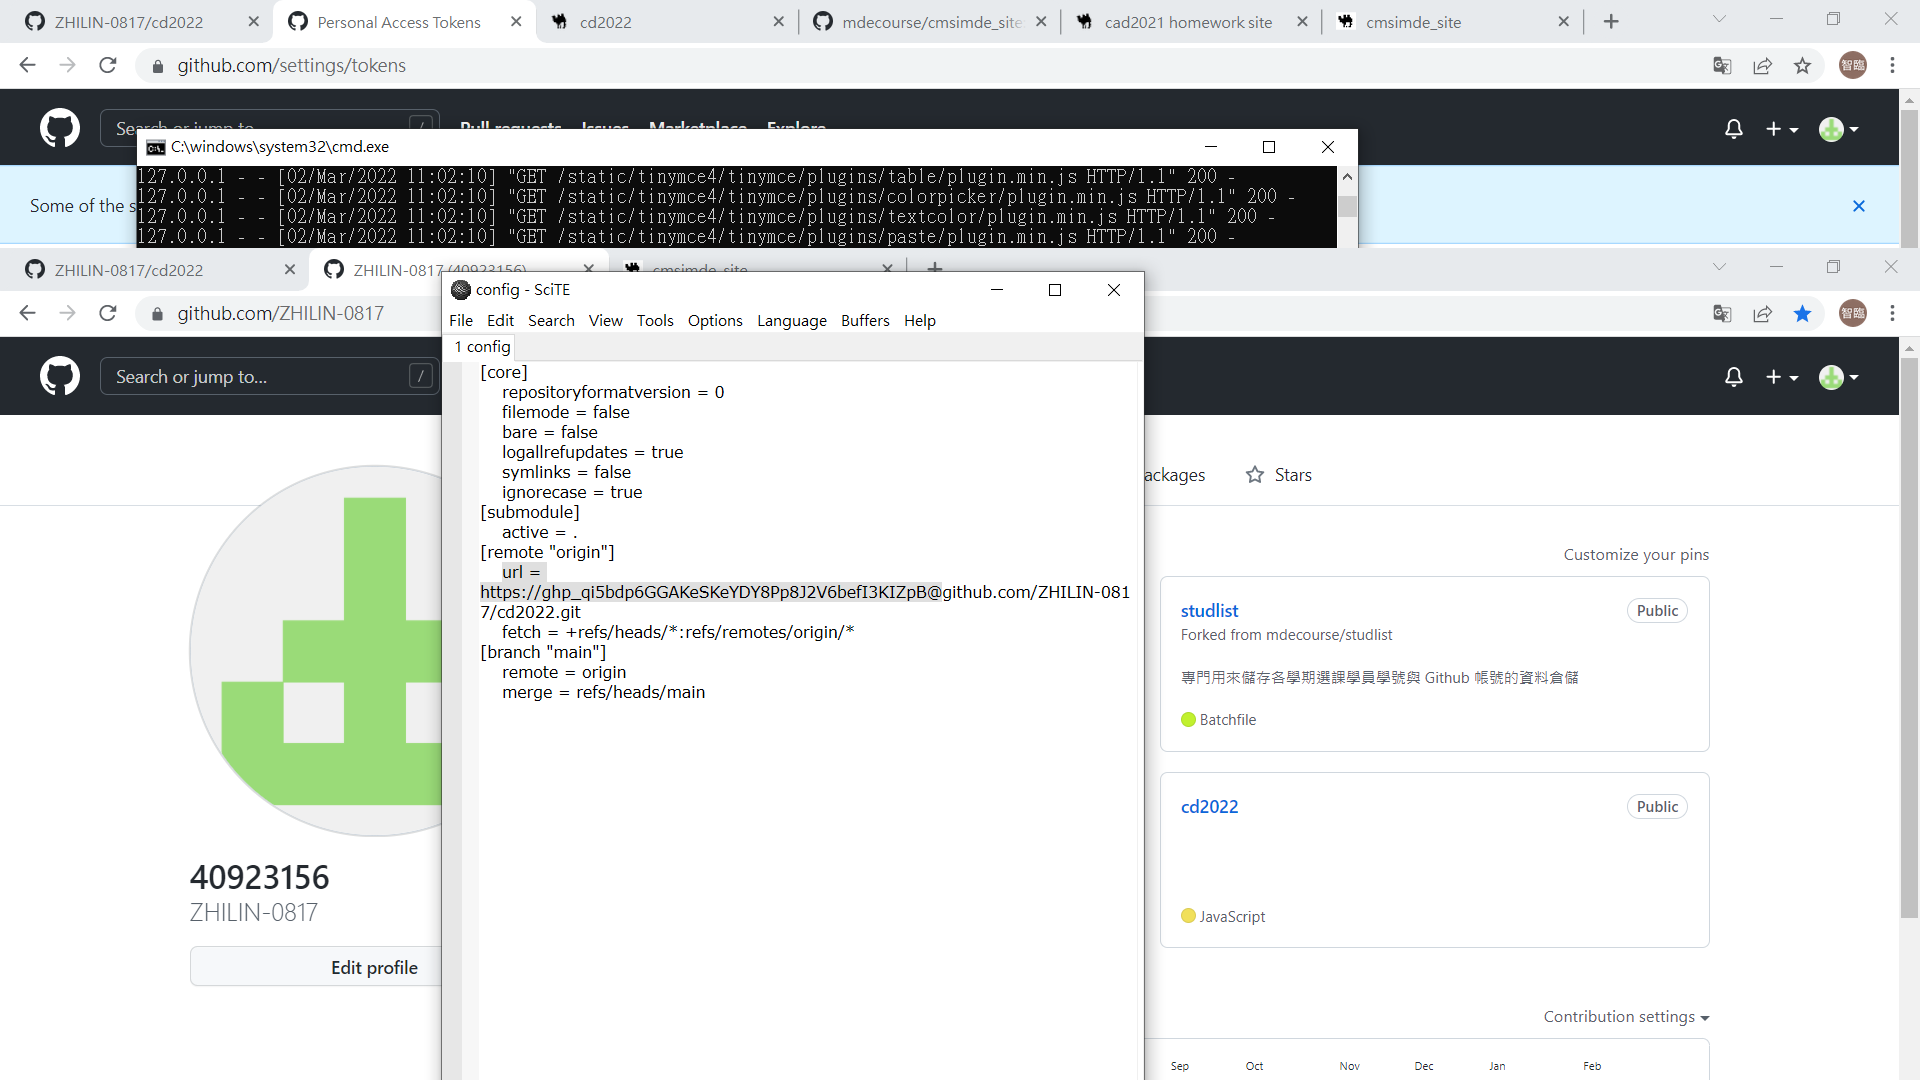 ZHILIN-0817/cd2022
Personal Access Tokens
cd2022
mdecourse/cmsimde_site
cad2021 homework site
cmsimde_site
github.com/settings/tokens
智臨
Pull requests Issues Marketplace Explore
C:\windows\system32\cmd.exe
127.0.0.1 - - [02/Mar/2022 11:02:10] "GET /static/tinymce4/tinymce/plugins/table/plugin.min.js HTTP/1.1" 200 -
127.0.0.1 - - [02/Mar/2022 11:02:10] "GET /static/tinymce4/tinymce/plugins/colorpicker/plugin.min.js HTTP/1.1" 200 -
127.0.0.1 - - [02/Mar/2022 11:02:10] "GET /static/tinymce4/tinymce/plugins/textcolor/plugin.min.js HTTP/1.1" 200 -
127.0.0.1 - - [02/Mar/2022 11:02:10] "GET /static/tinymce4/tinymce/plugins/paste/plugin.min.js HTTP/1.1" 200 -
Some of the s
ZHILIN-0817/cd2022
ZHILIN-0817 (40923156)
cmsimde_site
github.com/ZHILIN-0817
智臨
Search or jump to... /
config - SciTE
File Edit Search View Tools Options Language Buffers Help
1 config
[core]
repositoryformatversion = 0
filemode = false
bare = false
logallrefupdates = true
symlinks = false
ignorecase = true
[submodule]
active = .
[remote "origin"]
url =
https://@github.com/ZHILIN-081
7/cd2022.git
fetch = +refs/heads/*:refs/remotes/origin/*
[branch "main"]
remote = origin
merge = refs/heads/main
ackages
Stars
Customize your pins
studlist
Public
Forked from mdecourse/studlist
專門用來儲存各學期選課學員學號與 Github 帳號的資料倉儲
Batchfile
cd2022
Public
JavaScript
40923156
ZHILIN-0817
Edit profile
Contribution settings
Sep Oct Nov Dec Jan Feb